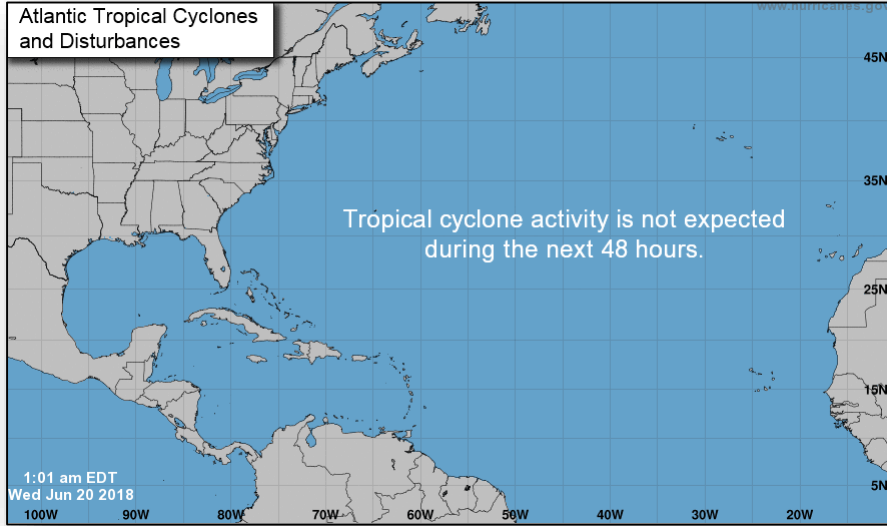 Atlantic Tropical Cyclones
and Disturbances
www.hurricanes.gov
45N
35N
Tropical cyclone activity is not expected
during the next 48 hours.
25N
15N
1:01 am EDT
Wed Jun 20 2018
5N
100W 90W 80W 70W 60W 50W 40W 30W 20W